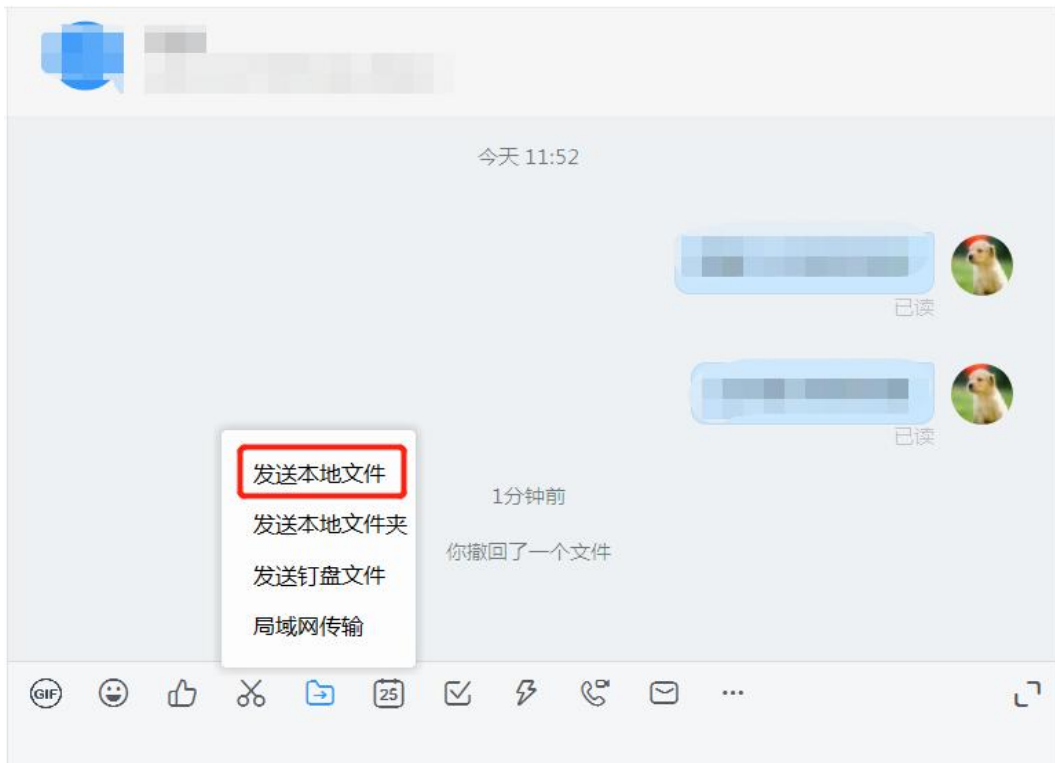 今天 11:52
已读
已读
发送本地文件
发送本地文件夹
发送钉盘文件
局域网传输
1分钟前
你撤回了一个文件
GIF
25